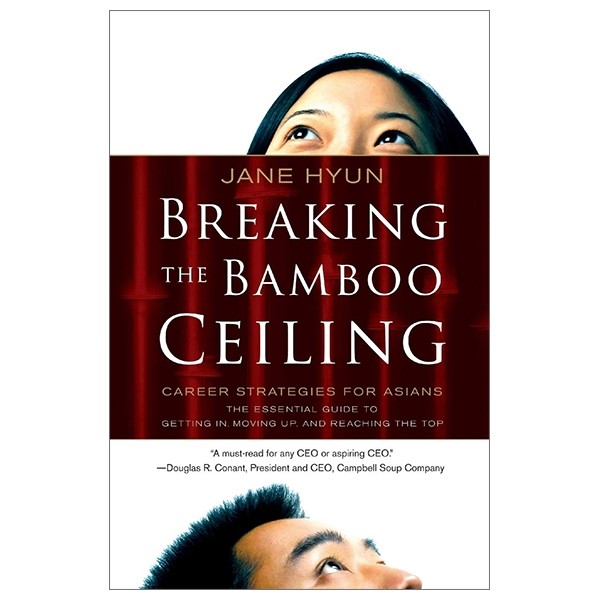 JANE HYUN
BREAKING
THE BAMBOO
CEILING
CAREER STRATEGIES FOR ASIANS
THE ESSENTIAL GUIDE TO
GETTING IN, MOVING UP, AND REACHING THE TOP
“A must-read for any CEO or aspiring CEO.”
—Douglas R. Conant, President and CEO, Campbell Soup Company